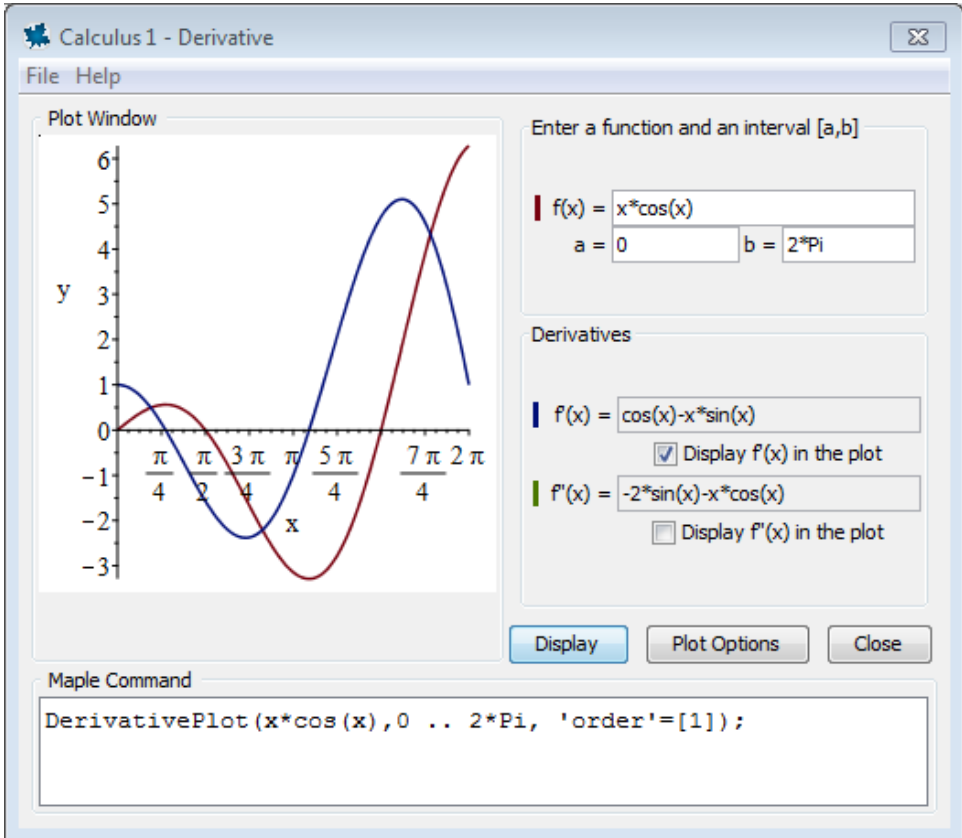 Calculus 1 - Derivative
File Help
Plot Window
6
5
4
y
3
2
1
0
π/4 π/2 3π/4 π 5π/4 7π/4 2π
-1
-2
x
-3
Enter a function and an interval [a,b]
f(x) = x*cos(x)
a = 0 b = 2*Pi
Derivatives
f'(x) = cos(x)-x*sin(x)
Display f'(x) in the plot
f''(x) = -2*sin(x)-x*cos(x)
Display f''(x) in the plot
Display Plot Options Close
Maple Command
DerivativePlot(x*cos(x),0 .. 2*Pi, 'order'=[1]);